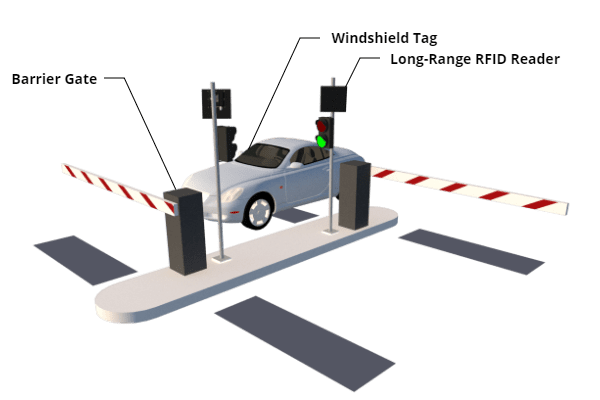 Windshield Tag
Long-Range RFID Reader
Barrier Gate